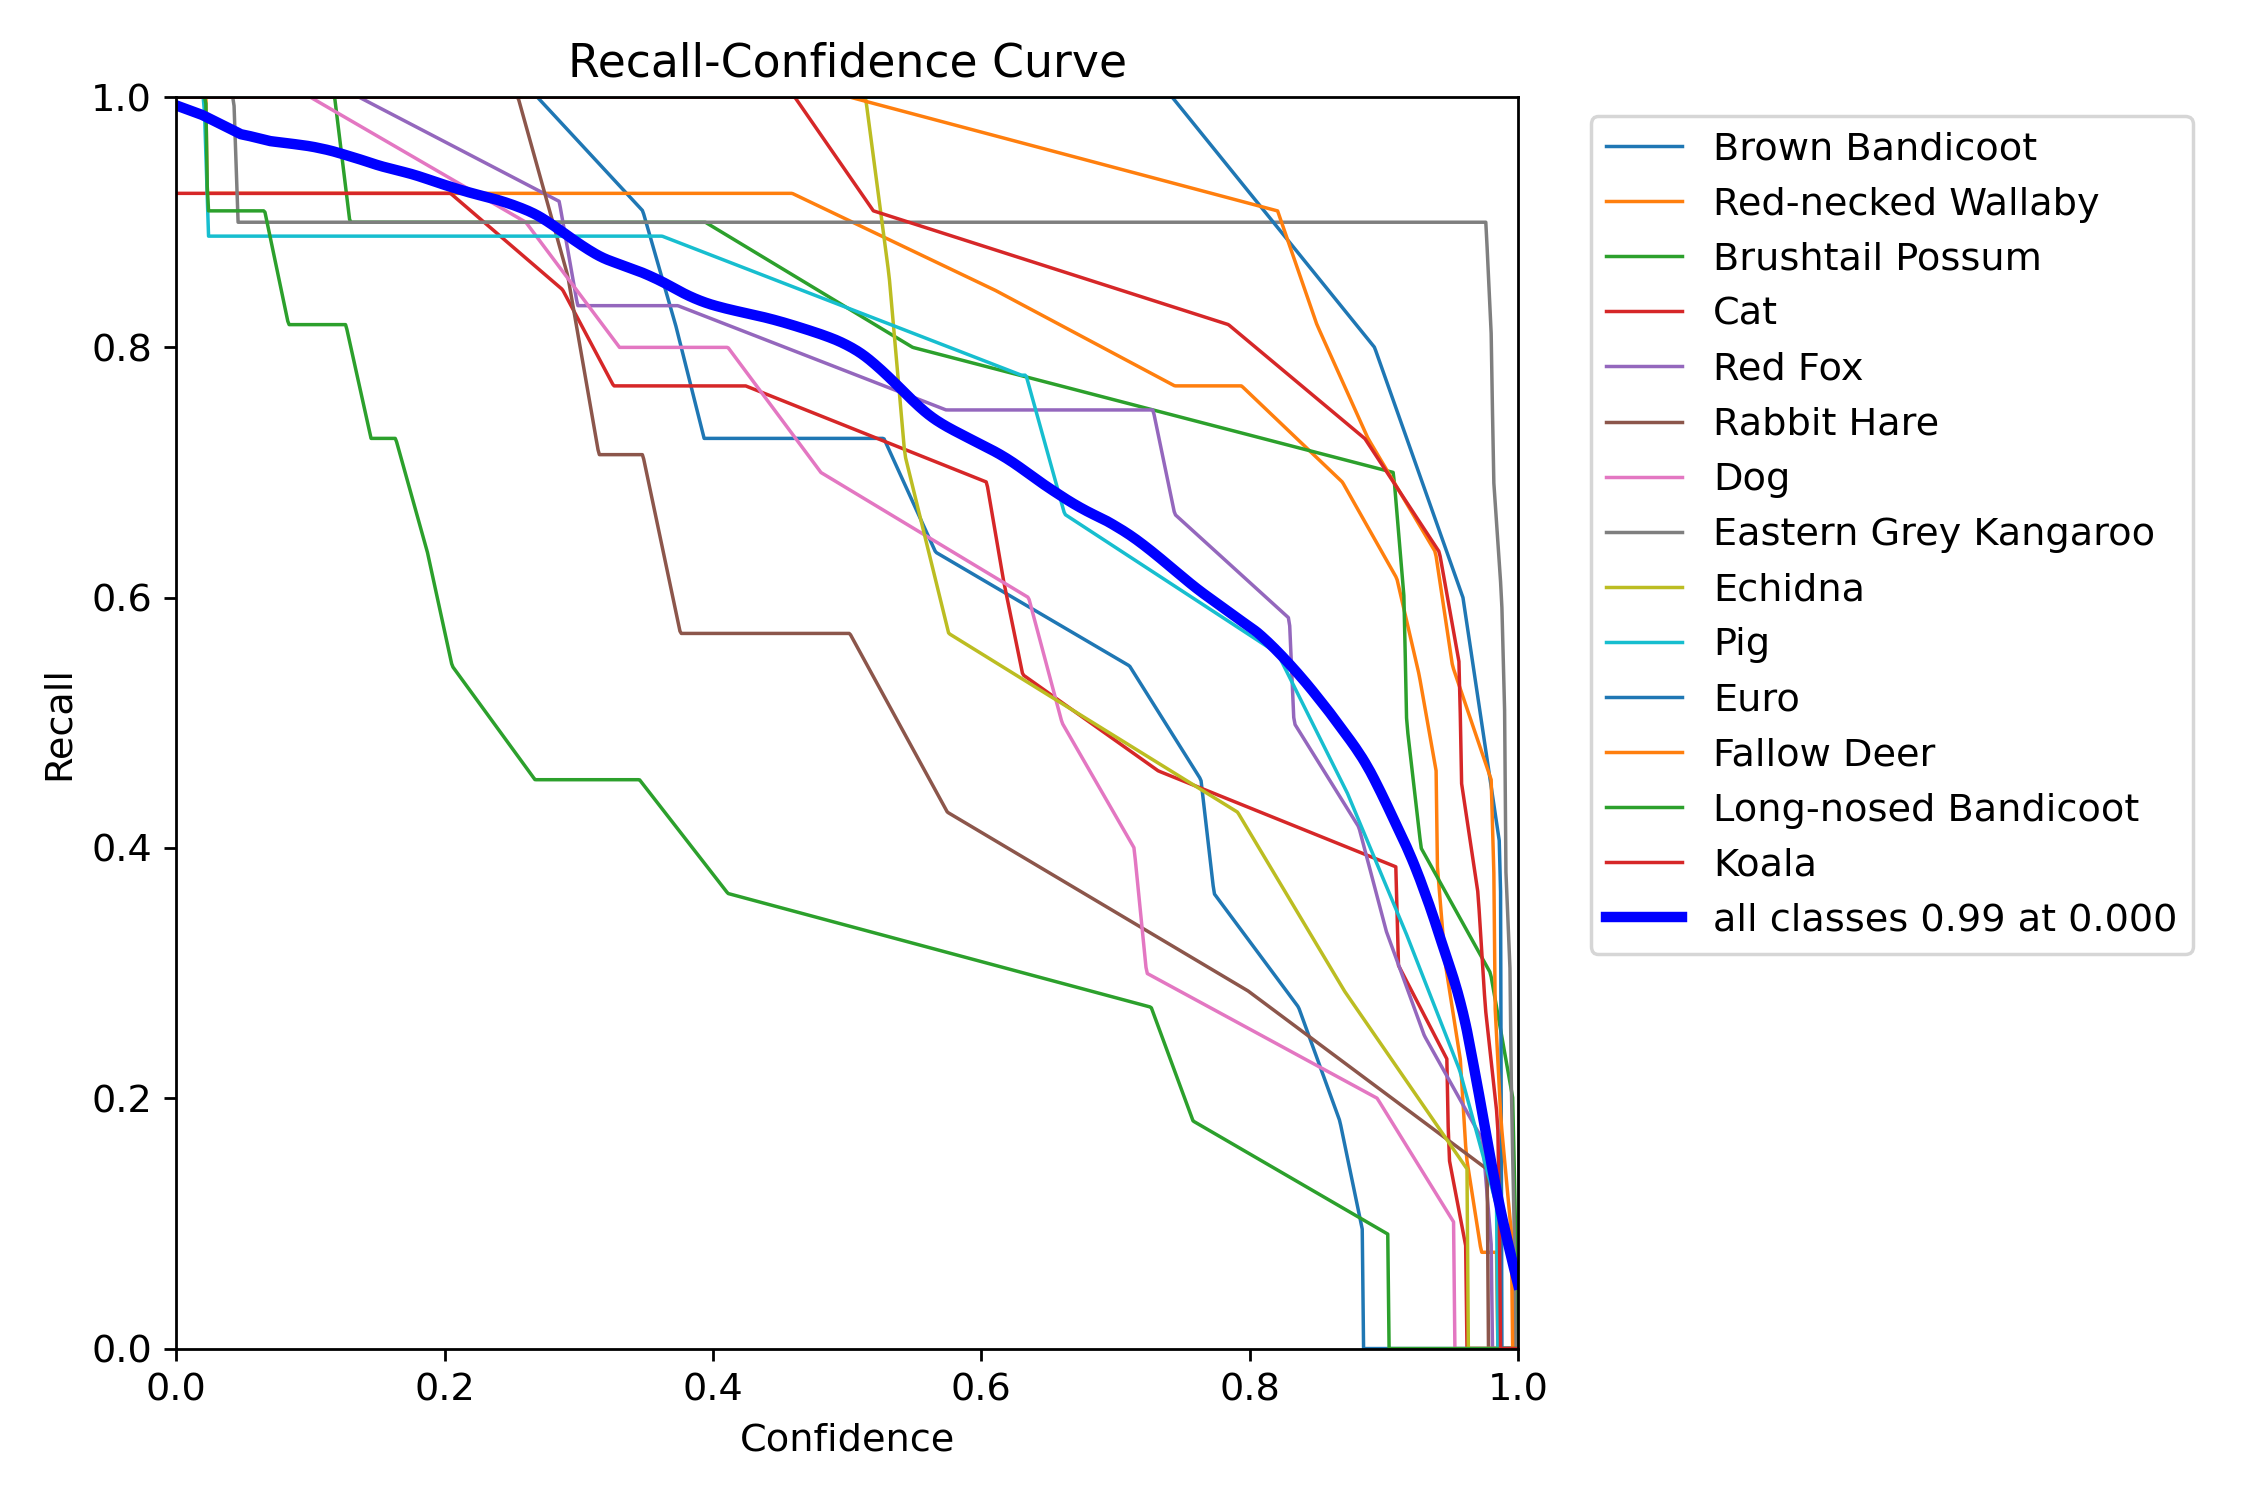 Recall-Confidence Curve
1.0
0.8
0.6
0.4
0.2
0.0
Recall
0.0 0.2 0.4 0.6 0.8 1.0
Confidence
Brown Bandicoot
Red-necked Wallaby
Brushtail Possum
Cat
Red Fox
Rabbit Hare
Dog
Eastern Grey Kangaroo
Echidna
Pig
Euro
Fallow Deer
Long-nosed Bandicoot
Koala
all classes 0.99 at 0.000